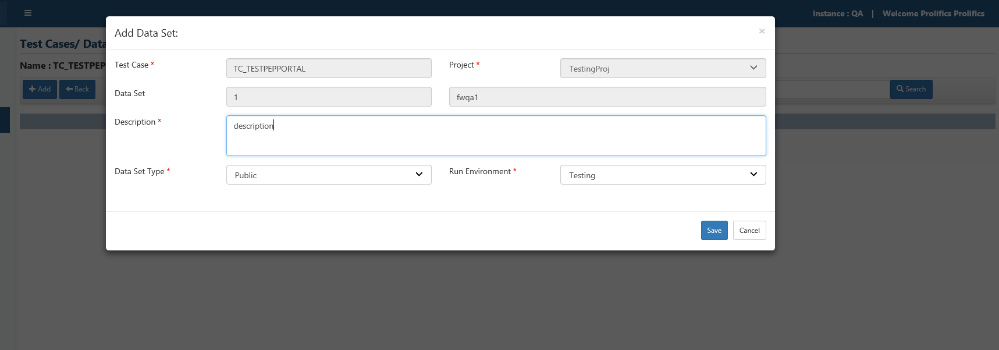 Instance : QA | Welcome Prolifics Prolifics
Add Data Set: ×
Test Cases/ Data
Name : TC_TESTPEP
Add Back Search
Test Case * TC_TESTPEPPORTAL Project * TestingProj
Data Set 1 fwqa1
Description * description
Data Set Type * Public Run Environment * Testing
Save Cancel